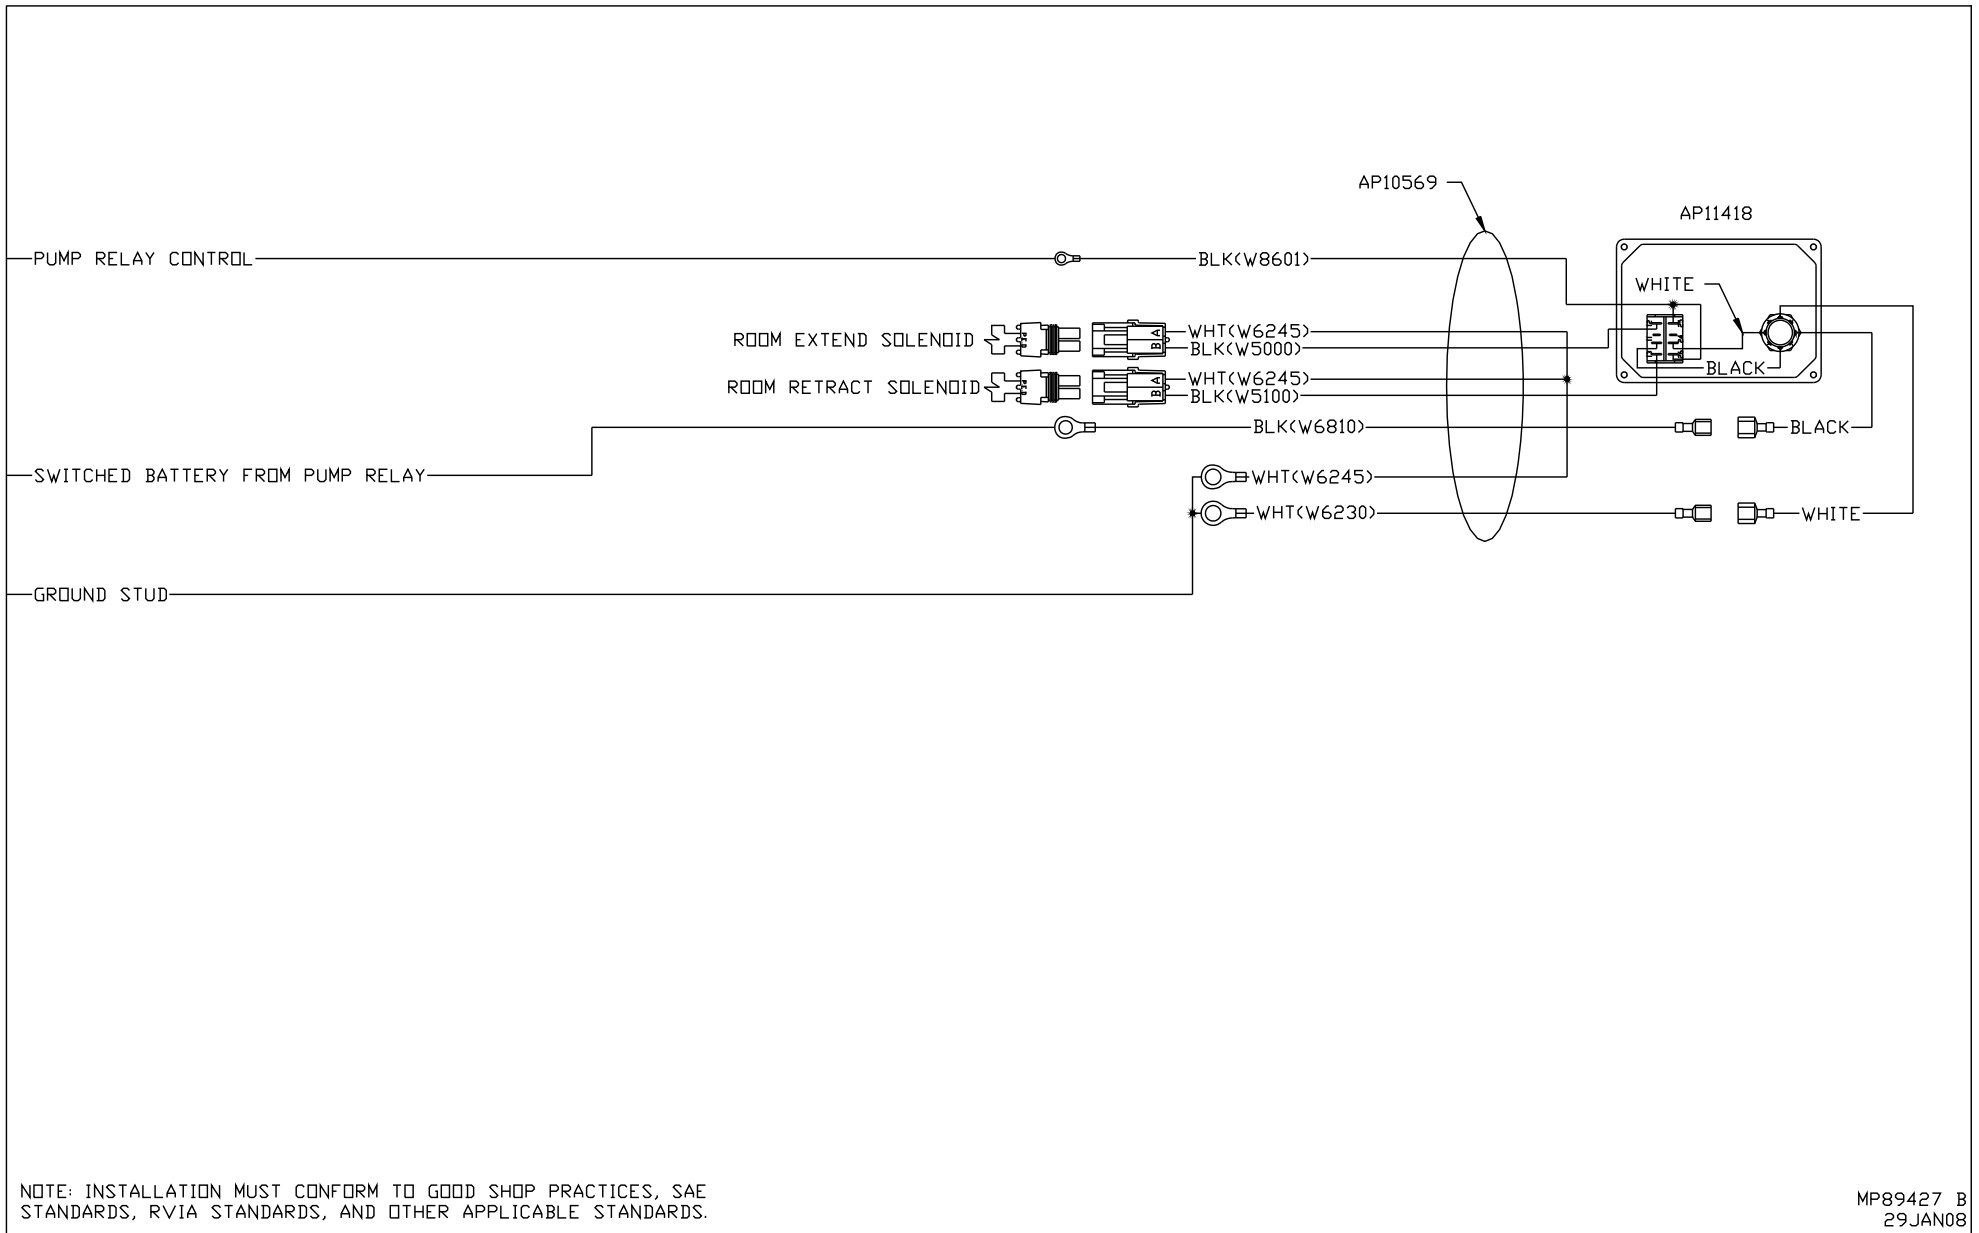 AP10569
AP11418
PUMP RELAY CONTROL
BLK(W8601)
WHITE
ROOM EXTEND SOLENOID
A
B
WHT(W6245)
BLK(W5000)
BLACK
ROOM RETRACT SOLENOID
A
B
WHT(W6245)
BLK(W5100)
BLK(W6810)
BLACK
SWITCHED BATTERY FROM PUMP RELAY
WHT(W6245)
WHT(W6230)
WHITE
GROUND STUD
NOTE: INSTALLATION MUST CONFORM TO GOOD SHOP PRACTICES, SAE
STANDARDS, RVIA STANDARDS, AND OTHER APPLICABLE STANDARDS.
MP89427 B
29JAN08